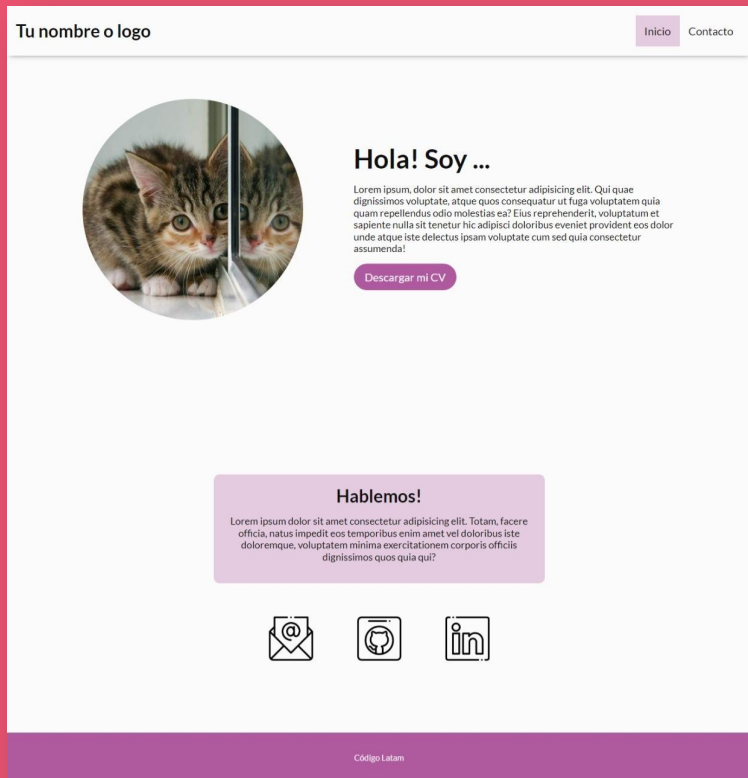 Tu nombre o logo
Inicio
Contacto
Hola! Soy ...
Lorem ipsum, dolor sit amet consectetur adipisicing elit. Qui quae
dignissimos voluptate, atque quos consequatur ut fuga voluptatem quia
quam repellendus odio molestias ea? Eius reprehenderit, voluptatum et
sapiente nulla sit tenetur hic adipisci doloribus eveniet provident eos dolor
unde atque iste delectus ipsam voluptate cum sed quia consectetur
assumenda!
Descargar mi CV
Hablemos!
Lorem ipsum dolor sit amet consectetur adipisicing elit. Totam, facere
officia, natus impedit eos temporibus enim amet vel doloribus iste
doloremque, voluptatem minima exercitationem corporis officiis
dignissimos quos quia qui?
@
in
Código Latam